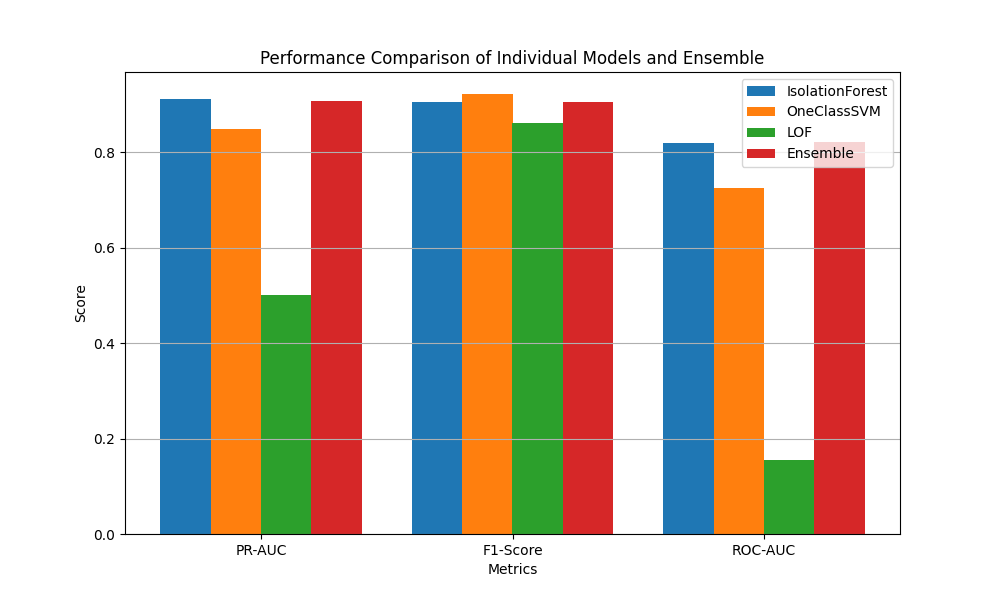 Performance Comparison of Individual Models and Ensemble
IsolationForest
OneClassSVM
LOF
Ensemble
Score
0.8
0.6
0.4
0.2
0.0
PR-AUC
F1-Score
ROC-AUC
Metrics